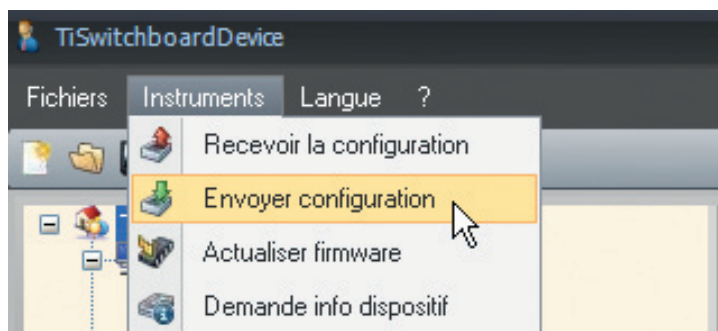 TiSwitchboardDevice
Fichiers Instruments Langue ?
Recevoir la configuration
Envoyer configuration
Actualiser firmware
Demande info dispositif